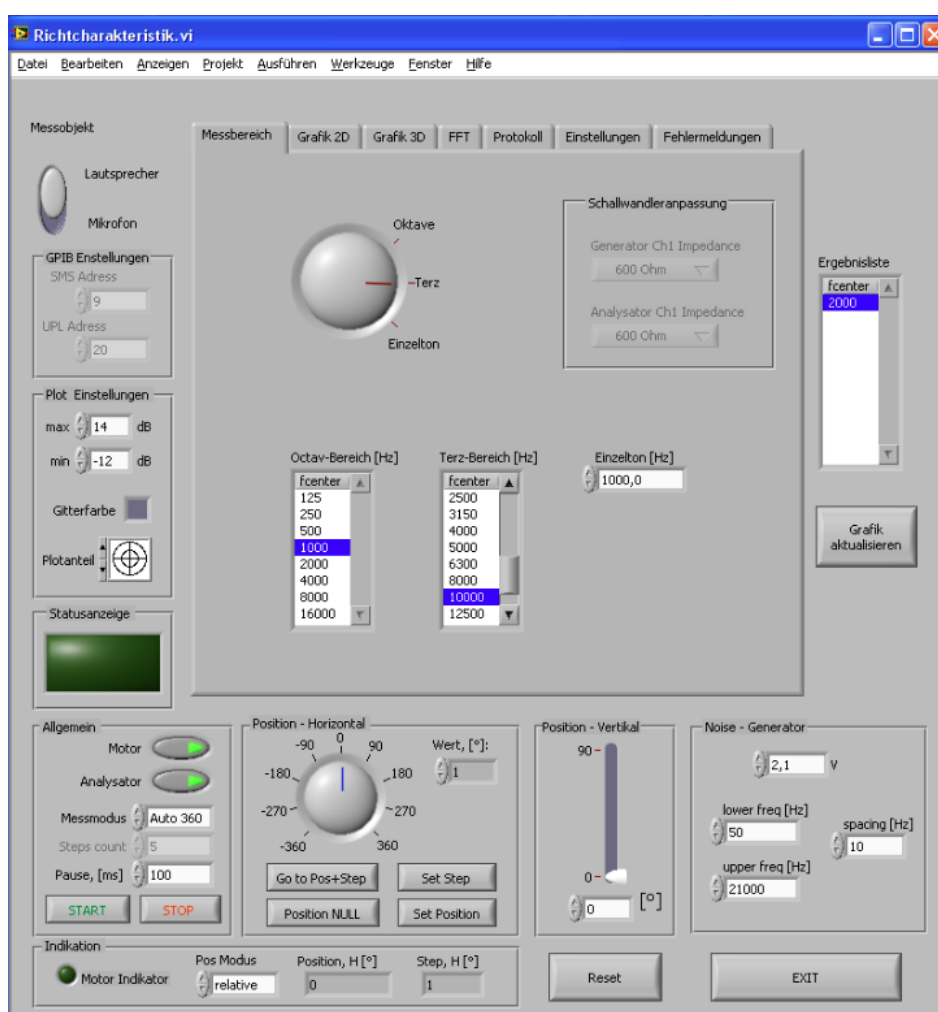 Richtcharakteristik.vi
Datei Bearbeiten Anzeigen Projekt Ausführen Werkzeuge Fenster Hilfe
Messobjekt
Lautsprecher
Mikrofon
GPIB Enstellungen
SMS Adress
9
UPL Adress
20
Plot Einstellungen
max 14 dB
min -12 dB
Gitterfarbe
Plotanteil
Statusanzeige
Messbereich Grafik 2D Grafik 3D FFT Protokoll Einstellungen Fehlermeldungen
Oktave
Terz
Einzelton
Schallwandleranpassung
Generator Ch1 Impedance
600 Ohm
Analysator Ch1 Impedance
600 Ohm
Octav-Bereich [Hz]
fcenter
125
250
500
1000
2000
4000
8000
16000
Terz-Bereich [Hz]
fcenter
2500
3150
4000
5000
6300
8000
10000
12500
Einzelton [Hz]
1000,0
Ergebnisliste
fcenter
2000
Grafik
aktualisieren
Allgemein
Motor
Analysator
Messmodus Auto 360
Steps count 5
Pause, [ms] 100
START STOP
Position - Horizontal
-90 0 90
-180 180
-270 270
-360 360
Wert, [°]:
1
Go to Pos+Step Set Step
Position NULL Set Position
Position - Vertikal
90
0
0 [°]
Noise - Generator
2,1 V
lower freq [Hz]
50
spacing [Hz]
10
upper freq [Hz]
21000
Indikation
Motor Indikator
Pos Modus
relative
Position, H [°]
0
Step, H [°]
1
Reset
EXIT